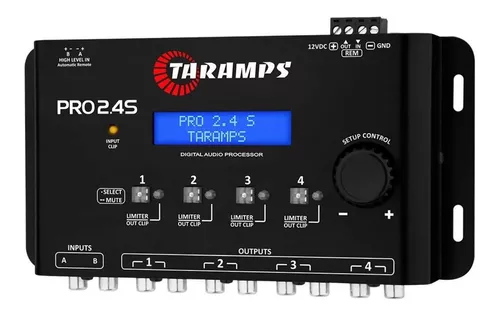 + - - +
B A
HIGH LEVEL IN
Automatic Remote
TARAMPS
12VDC + OUT IN - GND
REM
PRO 2.4S
PRO 2.4 S
TARAMPS
INPUT
CLIP
DIGITAL AUDIO PROCESSOR
SETUP CONTROL
- +
1 2 3 4
•SELECT
•• MUTE
LIMITER LIMITER LIMITER LIMITER
OUT CLIP OUT CLIP OUT CLIP OUT CLIP
INPUTS OUTPUTS
A B 1 2 3 4